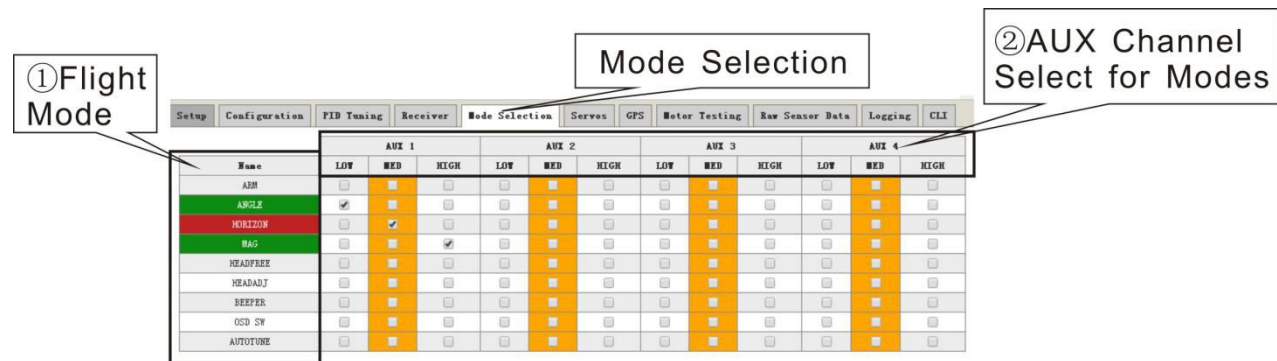 ①Flight
Mode
Mode Selection
②AUX Channel
Select for Modes
Setup Configuration PID Tuning Receiver Mode Selection Servos GPS Motor Testing Raw Sensor Data Logging CLI
AUX 1 AUX 2 AUX 3 AUX 4
Name LOW MED HIGH LOW MED HIGH LOW MED HIGH LOW MED HIGH
ARM
ANGLE
HORIZON
MAG
HEADFREE
HEADADJ
BEEPER
OSD SW
AUTOTUNE